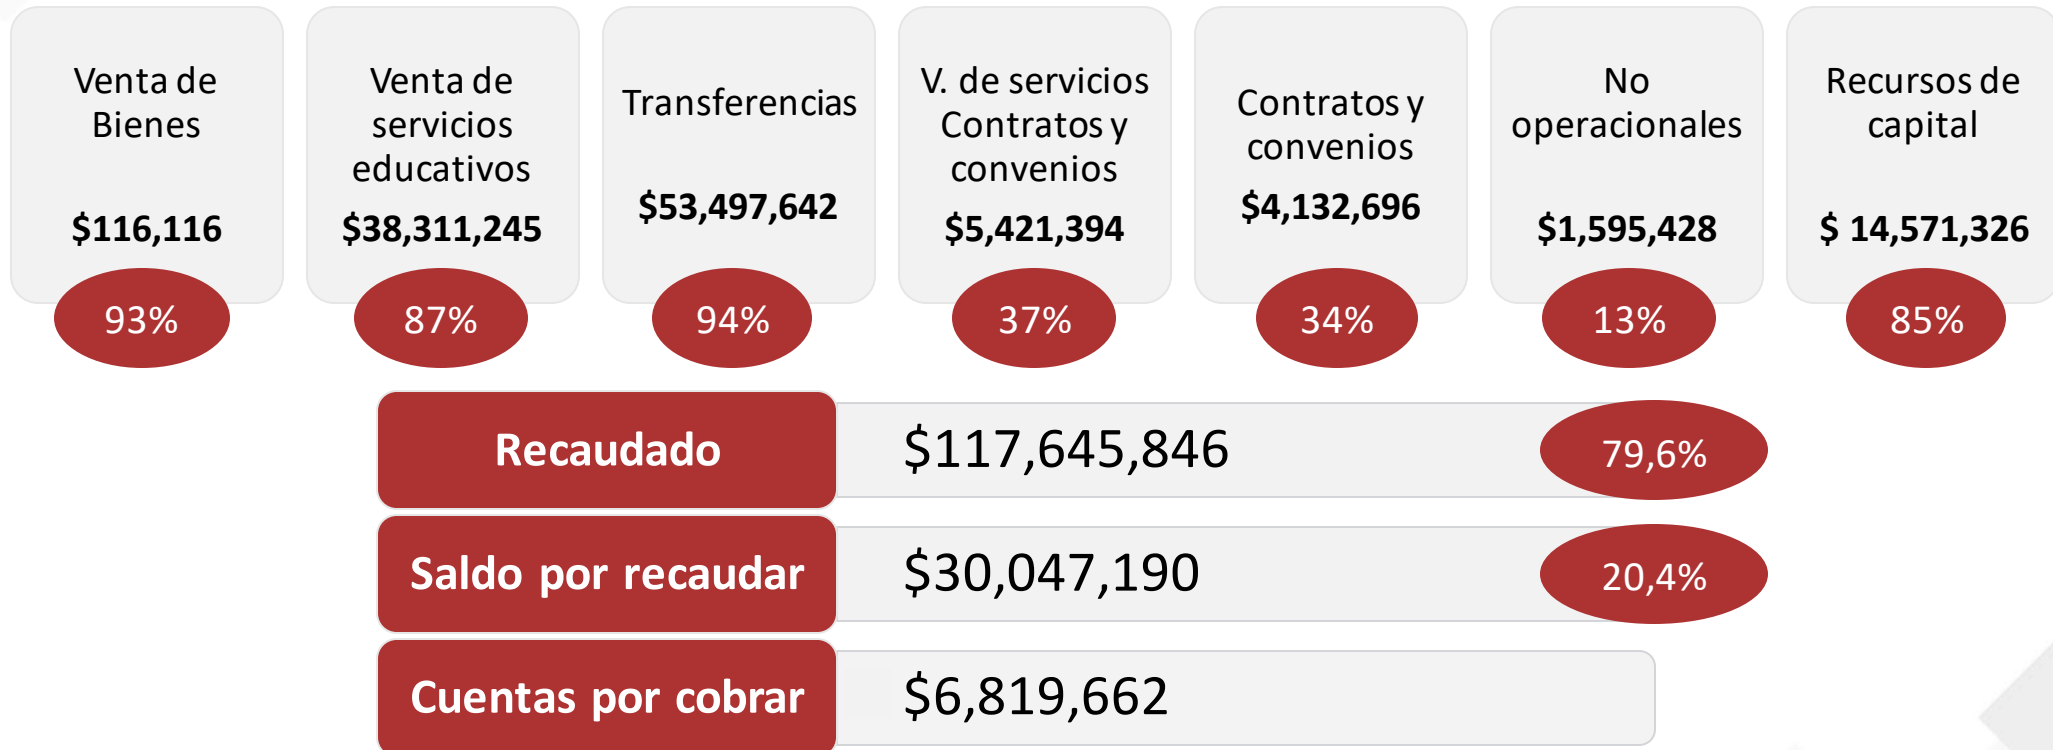 Venta de
Bienes
$116,116
93%
Venta de
servicios
educativos
$38,311,245
87%
Transferencias
$53,497,642
94%
V. de servicios
Contratos y
convenios
$5,421,394
37%
Contratos y
convenios
$4,132,696
34%
No
operacionales
$1,595,428
13%
Recursos de
capital
$ 14,571,326
85%
Recaudado
$117,645,846
79,6%
Saldo por recaudar
$30,047,190
20,4%
Cuentas por cobrar
$6,819,662